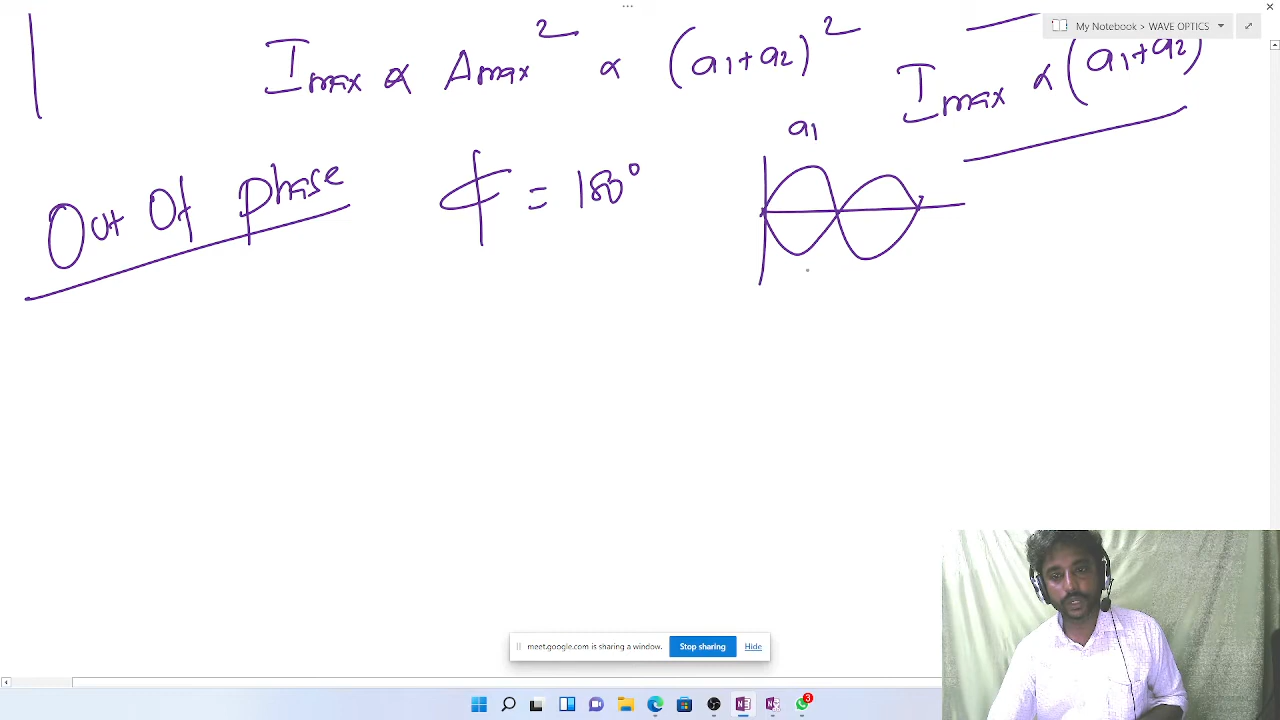 My Notebook > WAVE OPTICS
Imax ∝ Amax² ∝ (a1+a2)²
Imax ∝ (a1+a2)
a1
Out Of Phase
ϕ = 180°
meet.google.com is sharing a window.
Stop sharing
Hide
3